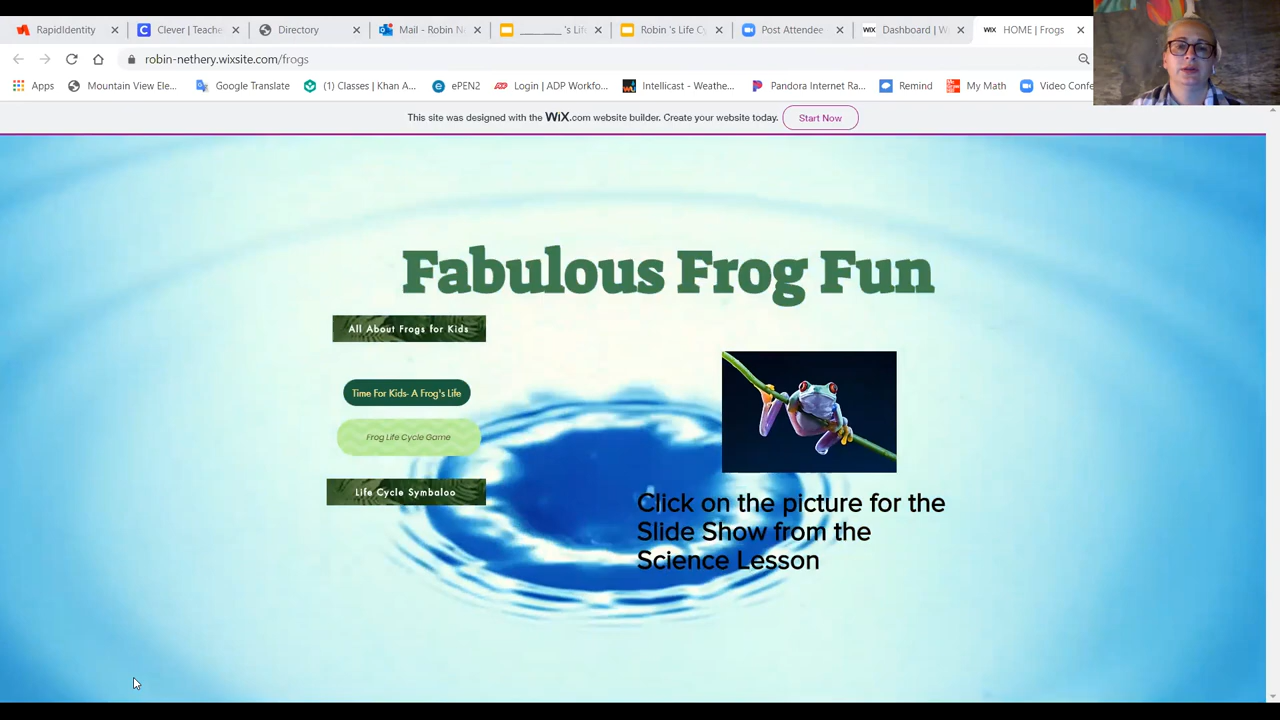 RapidIdentity
Clever | Teache
Directory
Mail - Robin N
_______ 's Life
Robin 's Life Cy
Post Attendee
WIX Dashboard | W
WIX HOME | Frogs
robin-nethery.wixsite.com/frogs
Apps
Mountain View Ele...
Google Translate
(1) Classes | Khan A...
ePEN2
Login | ADP Workfo...
Intellicast - Weathe...
Pandora Internet Ra...
Remind
My Math
Video Confe
This site was designed with the WiX.com website builder. Create your website today.
Start Now
Fabulous Frog Fun
All About Frogs for Kids
Time For Kids- A Frog's Life
Frog Life Cycle Game
Life Cycle Symbaloo
Click on the picture for the
Slide Show from the
Science Lesson